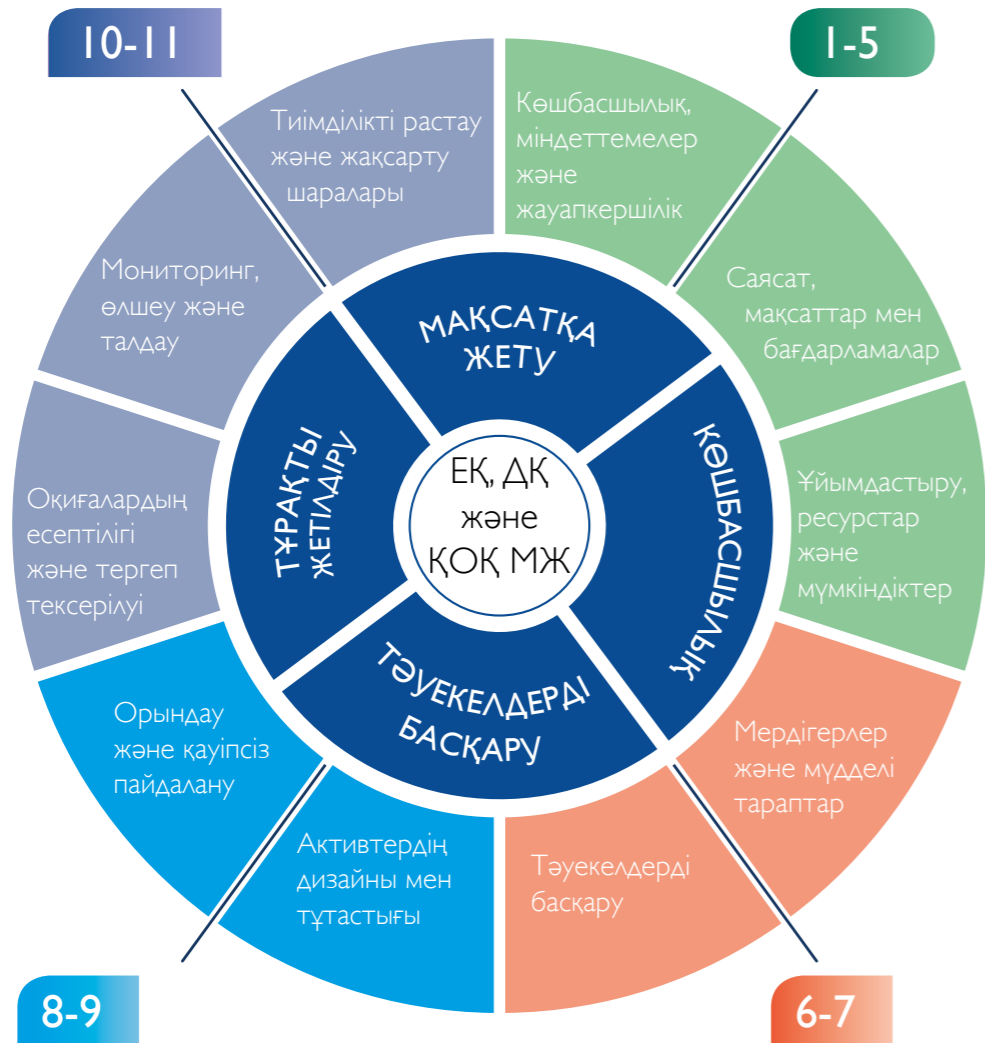 10-11
1-5
Тиімділікті растау
және жақсарту
шаралары
Көшбасшылық,
міндеттемелер
және
жауапкершілік
Мониторинг,
өлшеу және
талдау
Саясат,
мақсаттар мен
бағдарламалар
МАҚСАТҚА
ЖЕТУ
ТҰРАҚТЫ
ЖЕТІЛДІРУ
КӨШБАСШЫЛЫҚ
ЕҚ, ДҚ
және
ҚОҚ МЖ
Оқиғалардың
есептілігі
және тергеп
тексерілуі
Ұйымдастыру,
ресурстар
және
мүмкіндіктер
ТӘУЕКЕЛДЕРДІ
БАСҚАРУ
Орындау
және қауіпсіз
пайдалану
Мердігерлер
және мүдделі
тараптар
Активтердің
дизайны мен
тұтастығы
Тәуекелдерді
басқару
8-9
6-7